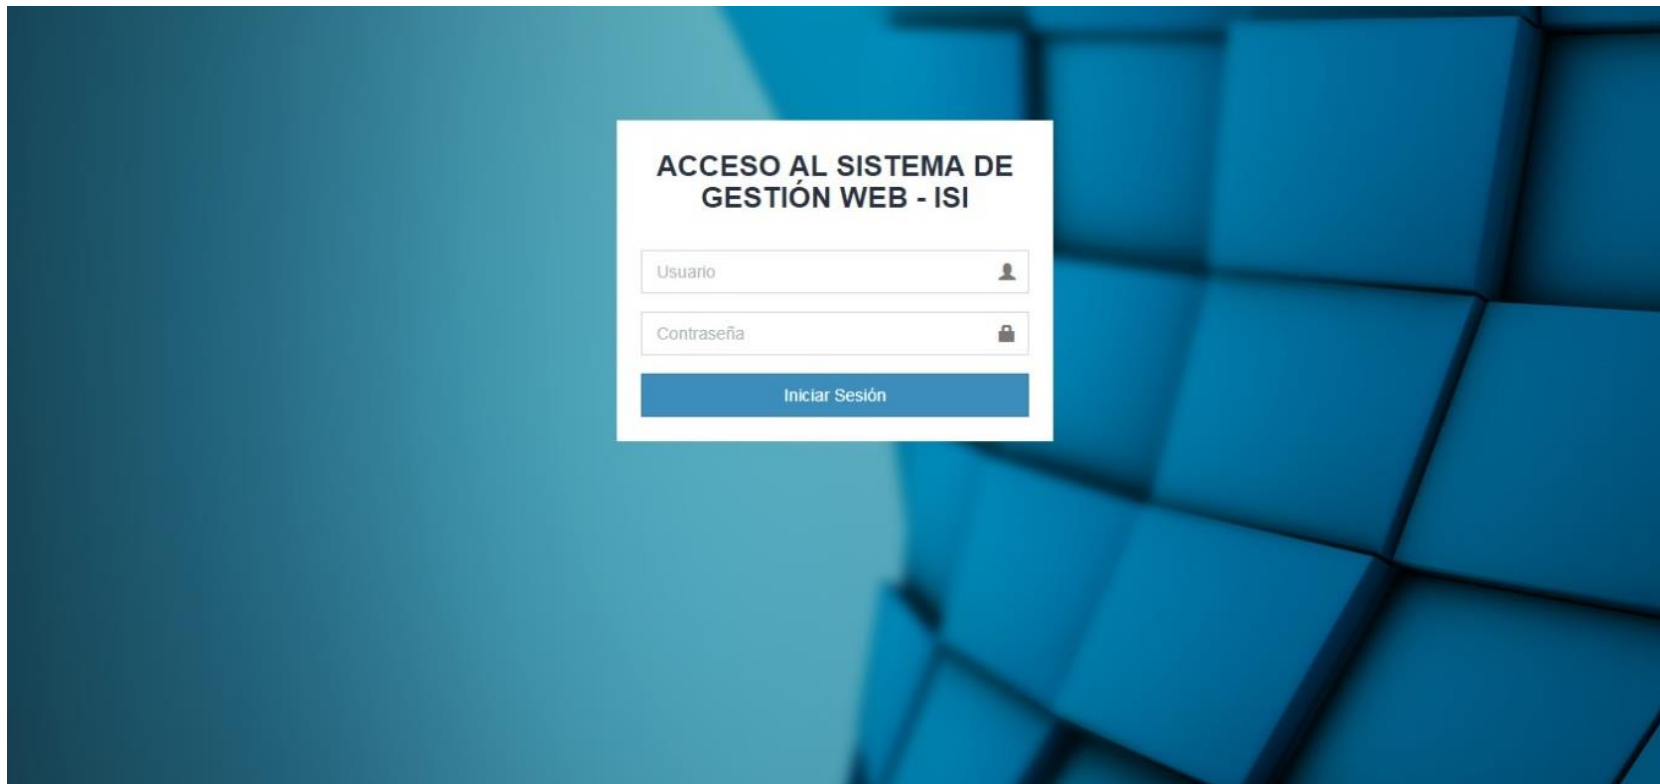 ACCESO AL SISTEMA DE
GESTIÓN WEB - ISI
Usuario
Contraseña
Iniciar Sesión